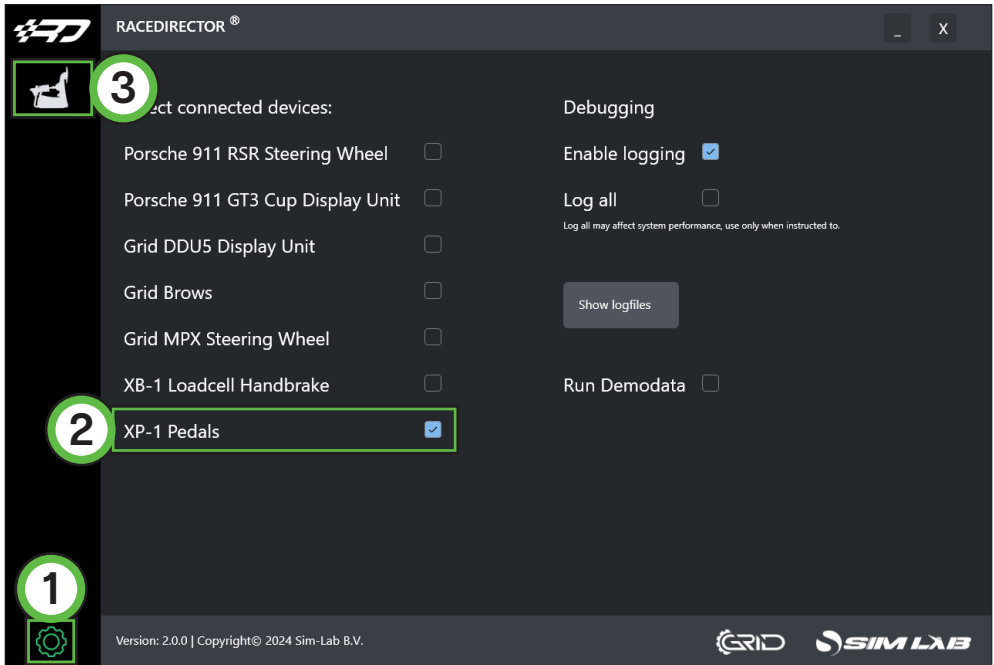 RACEDIRECTOR ®
_ X
3
ect connected devices:
Porsche 911 RSR Steering Wheel
Porsche 911 GT3 Cup Display Unit
Grid DDU5 Display Unit
Grid Brows
Grid MPX Steering Wheel
XB-1 Loadcell Handbrake
2
XP-1 Pedals
Debugging
Enable logging
Log all
Log all may affect system performance, use only when instructed to.
Show logfiles
Run Demodata
1
Version: 2.0.0 | Copyright© 2024 Sim-Lab B.V.
GRID
SIM LAB